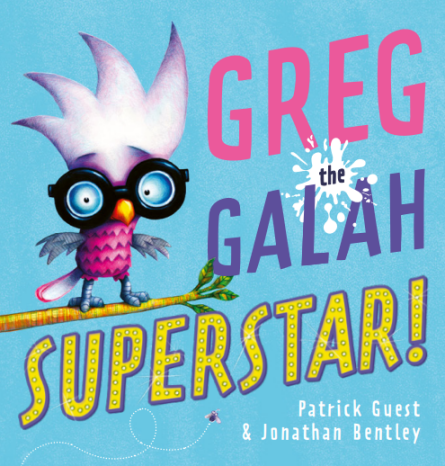 GREG
the
GALAH
SUPERSTAR!
Patrick Guest
& Jonathan Bentley